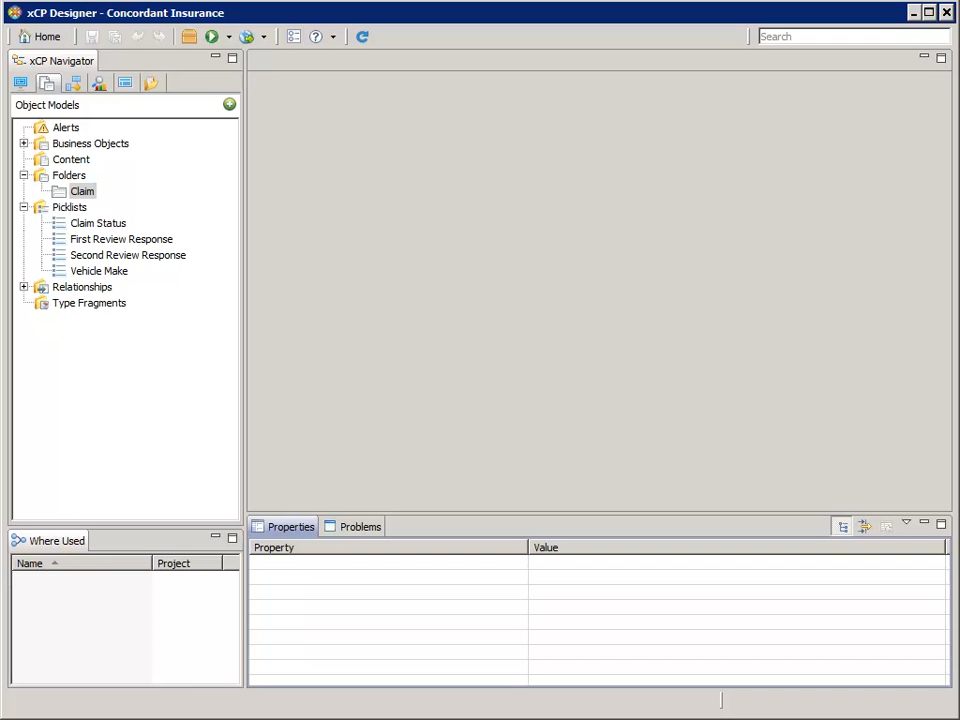 xCP Designer - Concordant Insurance
Home
Search
xCP Navigator
Object Models
Alerts
Business Objects
Content
Folders
Claim
Picklists
Claim Status
First Review Response
Second Review Response
Vehicle Make
Relationships
Type Fragments
Properties
Problems
Property
Value
Where Used
Name
Project